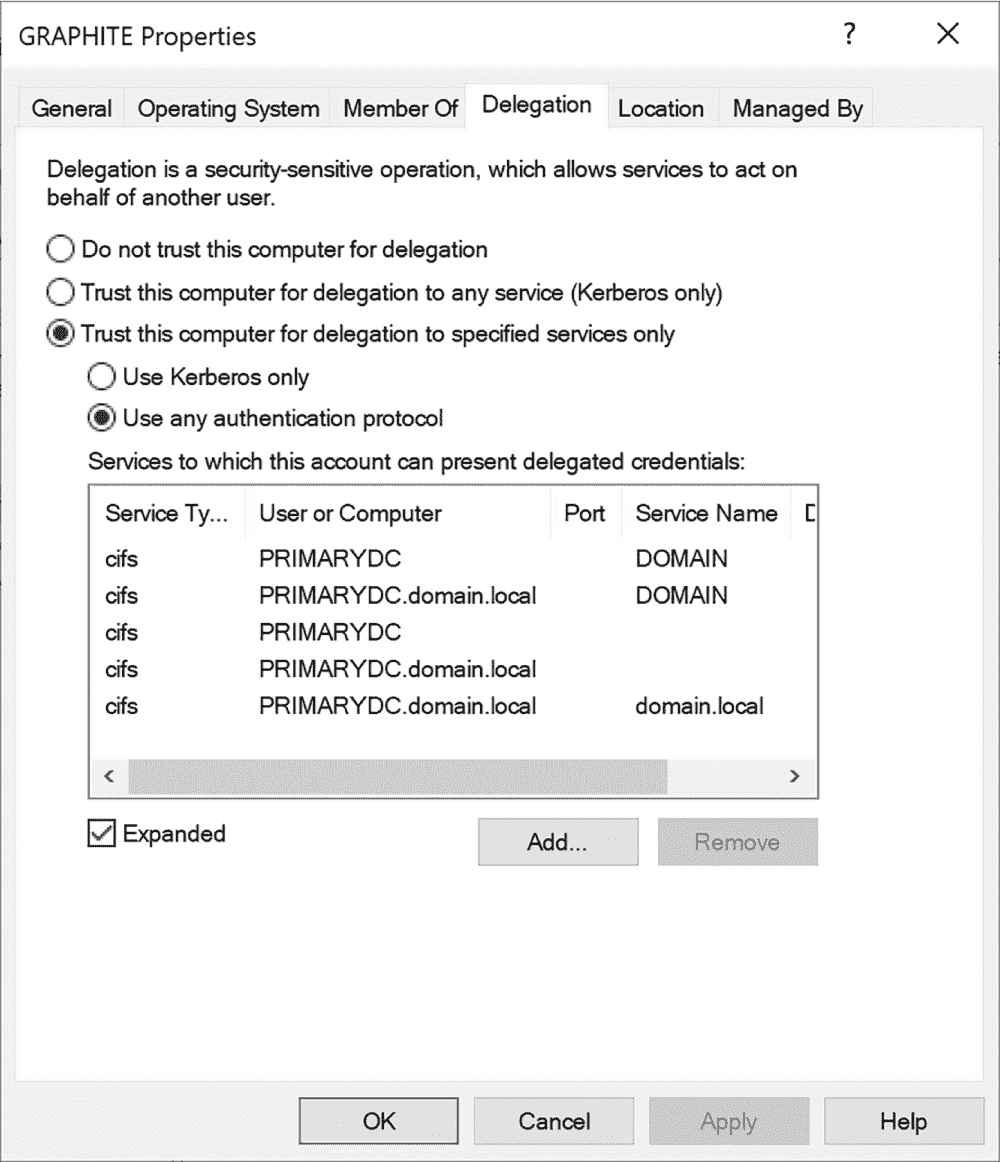 GRAPHITE Properties ?
General Operating System Member Of Delegation Location Managed By
Delegation is a security-sensitive operation, which allows services to act on
behalf of another user.
Do not trust this computer for delegation
Trust this computer for delegation to any service (Kerberos only)
Trust this computer for delegation to specified services only
Use Kerberos only
Use any authentication protocol
Services to which this account can present delegated credentials:
Service Ty... User or Computer Port Service Name
cifs PRIMARYDC DOMAIN
cifs PRIMARYDC.domain.local DOMAIN
cifs PRIMARYDC
cifs PRIMARYDC.domain.local
cifs PRIMARYDC.domain.local domain.local
Expanded Add... Remove
OK Cancel Apply Help